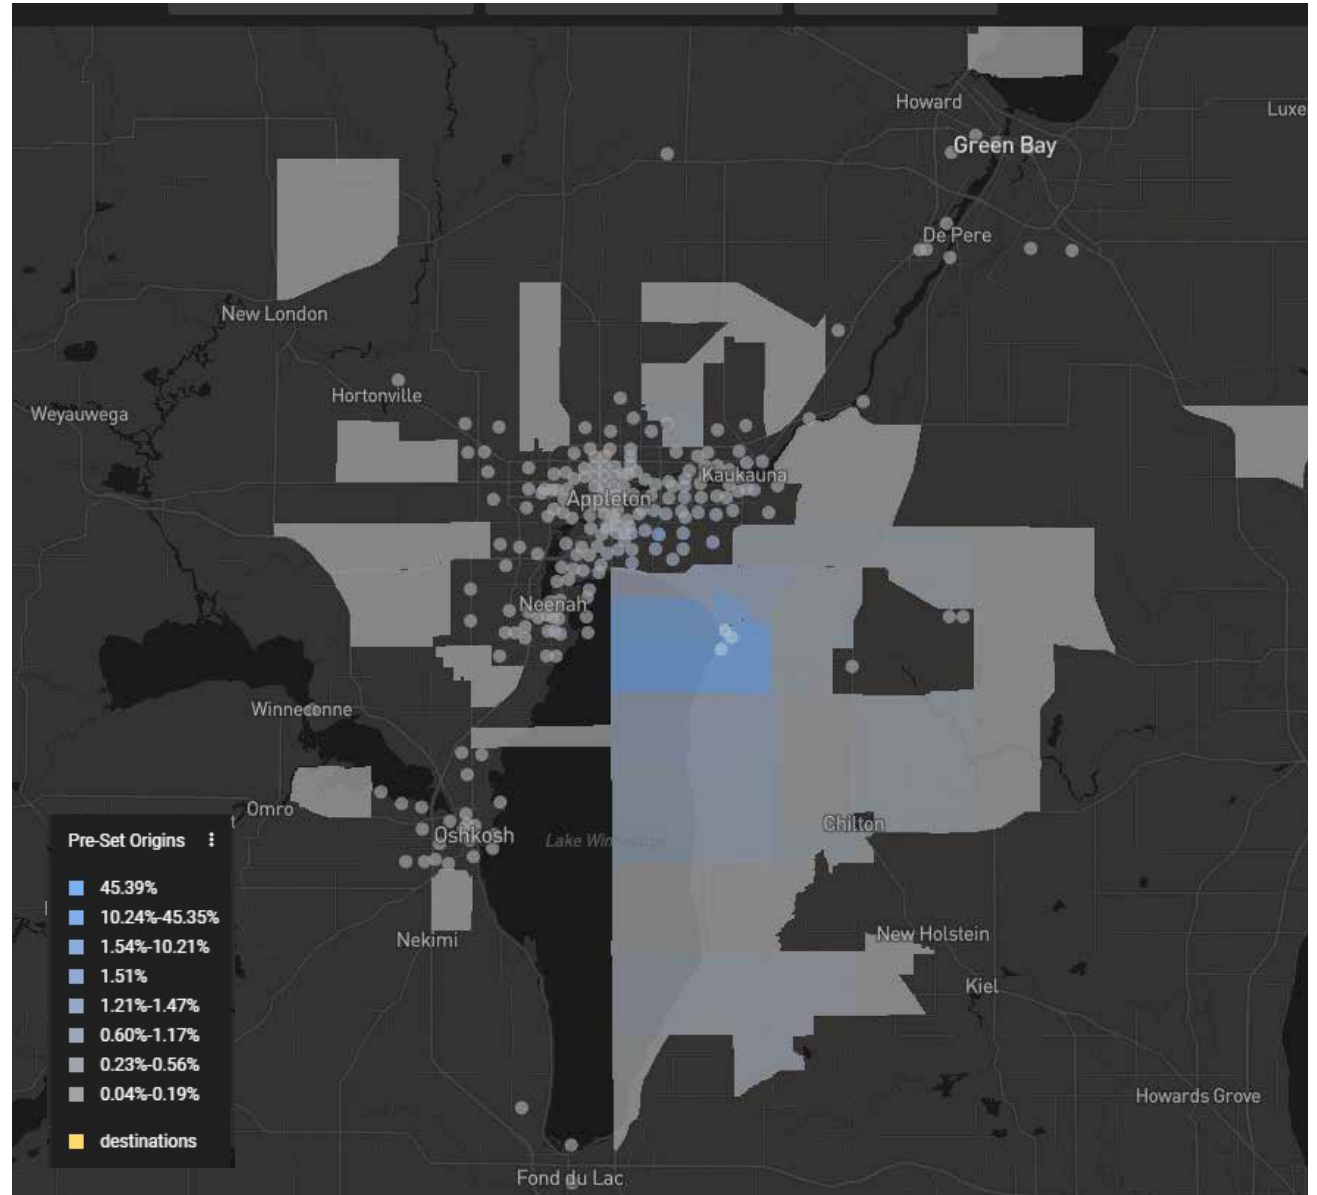 Howard
Luxe
Green Bay
De Pere
New London
Hortonville
Weyauwega
Kaukauna
Appleton
Neenah
Winneconne
Omro
Oshkosh
Chilton
Nekimi
New Holstein
Kiel
Howards Grove
Fond du Lac
Pre-Set Origins
45.39%
10.24%-45.35%
1.54%-10.21%
1.51%
1.21%-1.47%
0.60%-1.17%
0.23%-0.56%
0.04%-0.19%
destinations